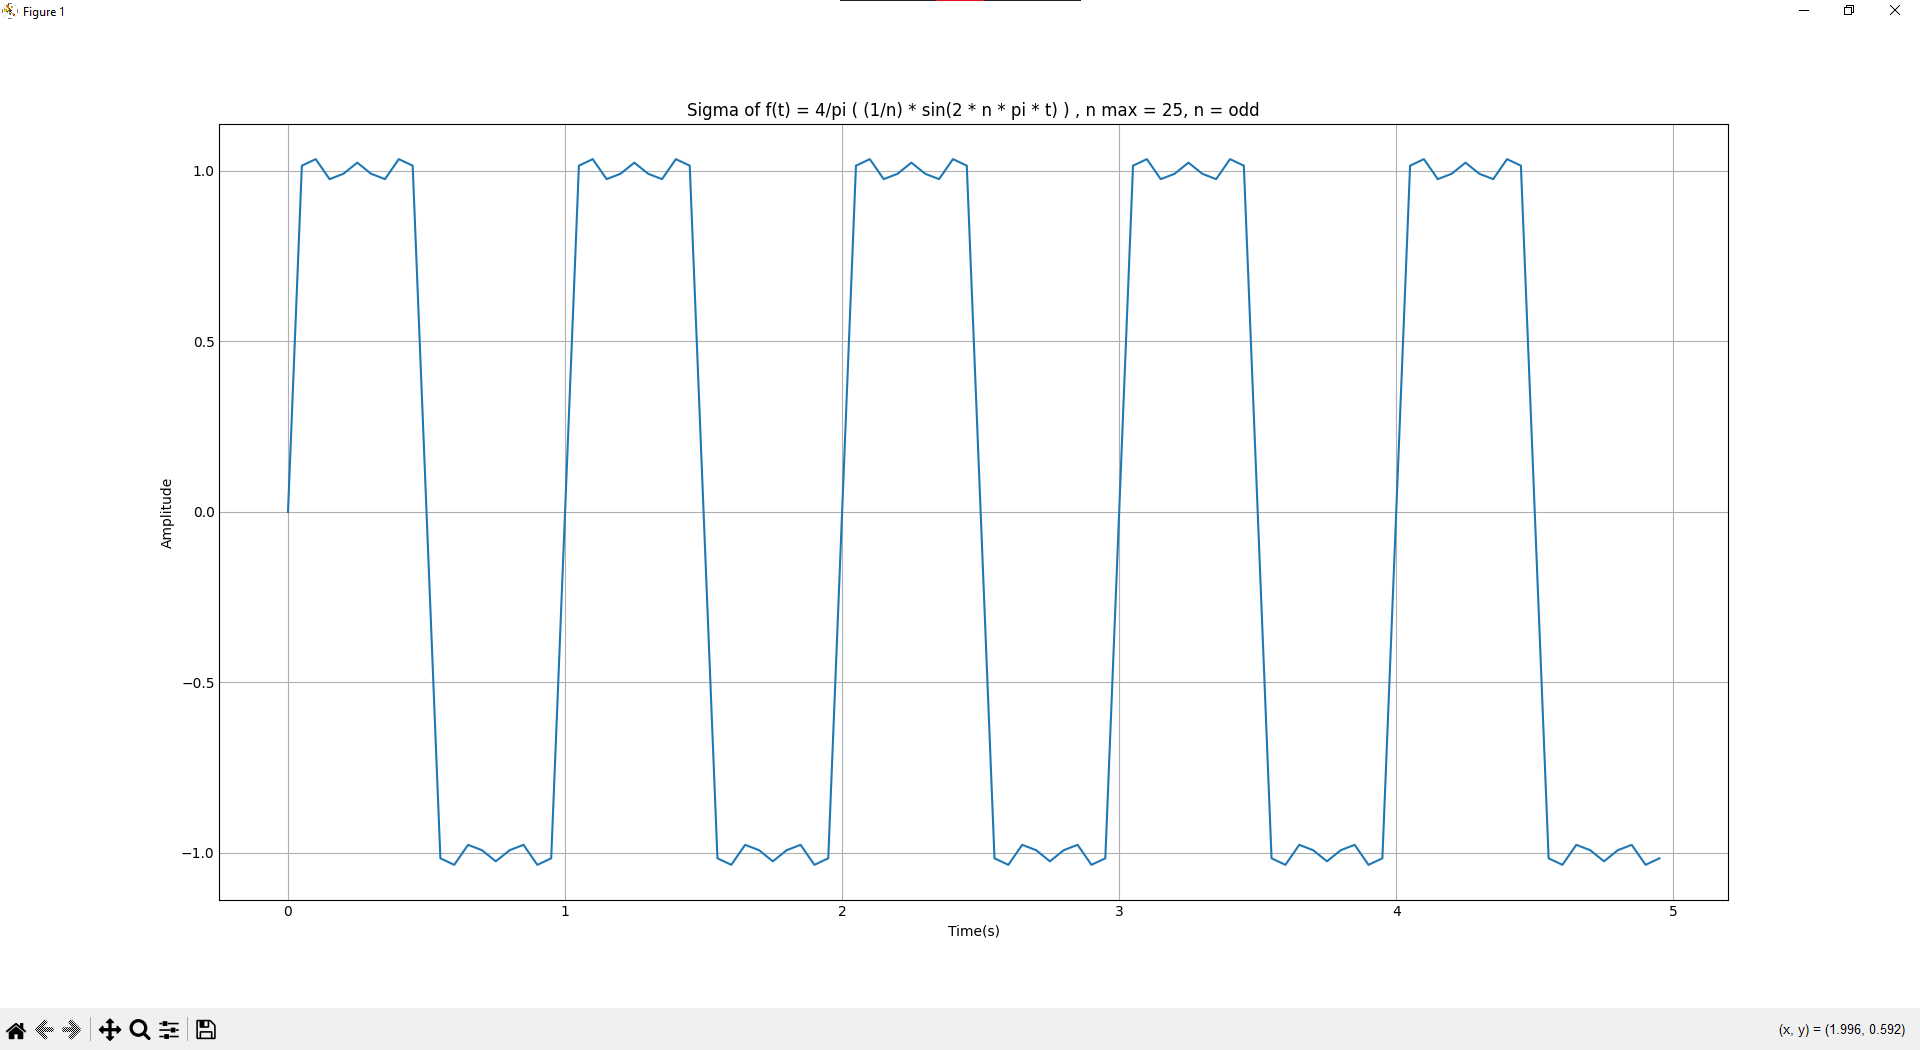 Figure 1
Sigma of f(t) = 4/pi ( (1/n) * sin(2 * n * pi * t) ) , n max = 25, n = odd
1.0
0.5
0.0
−0.5
−1.0
Amplitude
0 1 2 3 4 5
Time(s)
(x, y) = (1.996, 0.592)